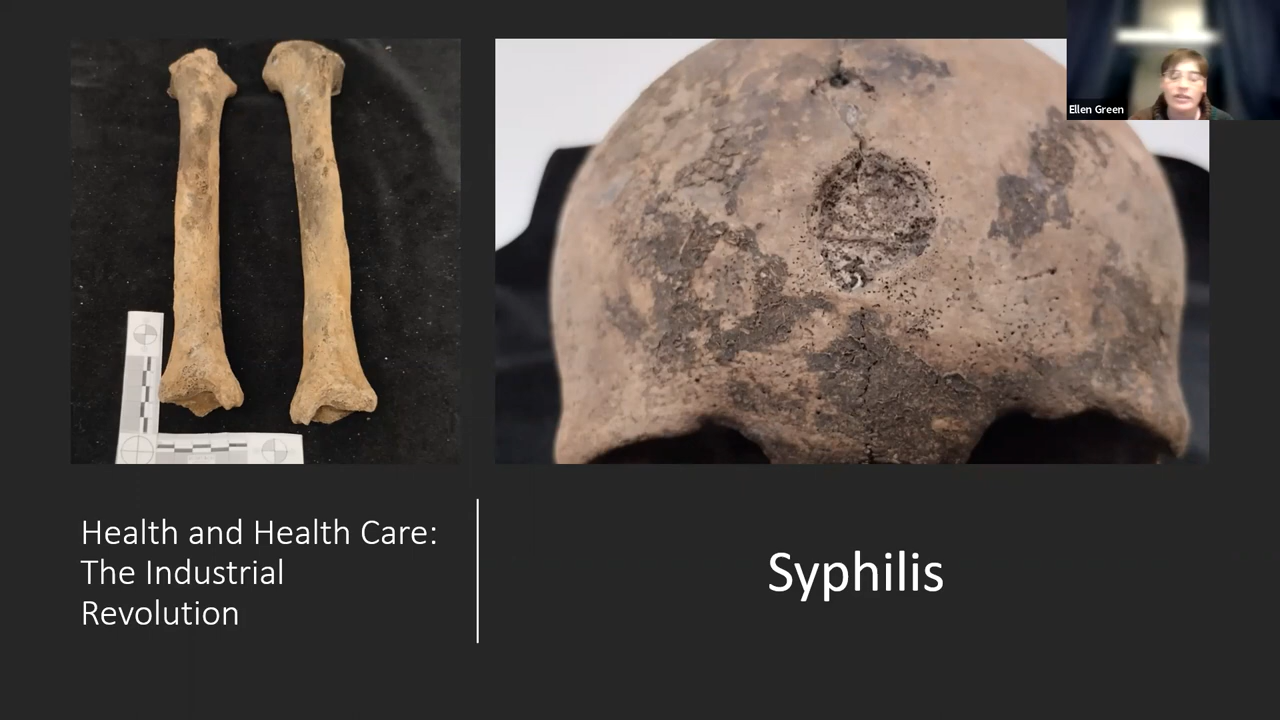 Ellen Green
Health and Health Care:
The Industrial
Revolution
Syphilis